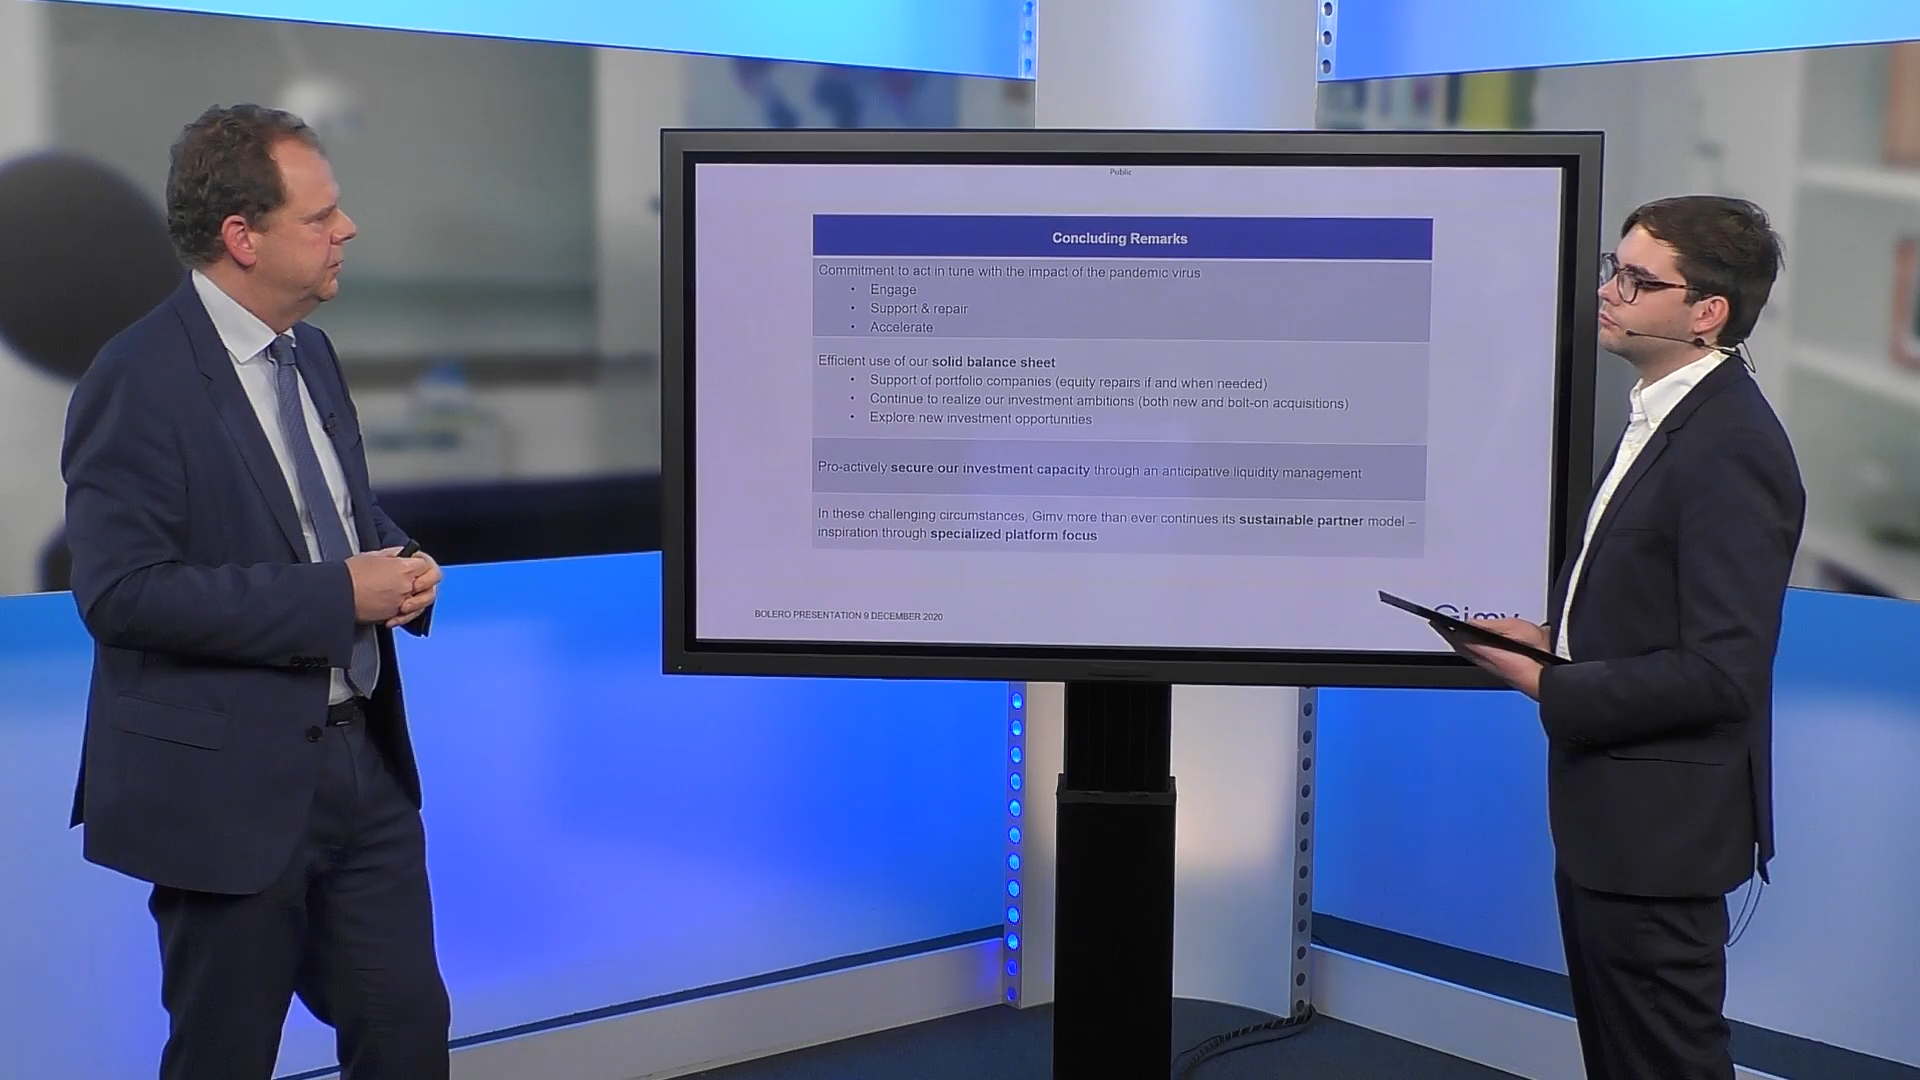 Public
Concluding Remarks
Commitment to act in tune with the impact of the pandemic virus
• Engage
• Support & repair
• Accelerate
Efficient use of our solid balance sheet
• Support of portfolio companies (equity repairs if and when needed)
• Continue to realize our investment ambitions (both new and bolt-on acquisitions)
• Explore new investment opportunities
Pro-actively secure our investment capacity through an anticipative liquidity management
In these challenging circumstances, Gimv more than ever continues its sustainable partner model –
inspiration through specialized platform focus
BOLERO PRESENTATION 9 DECEMBER 2020
Gimv